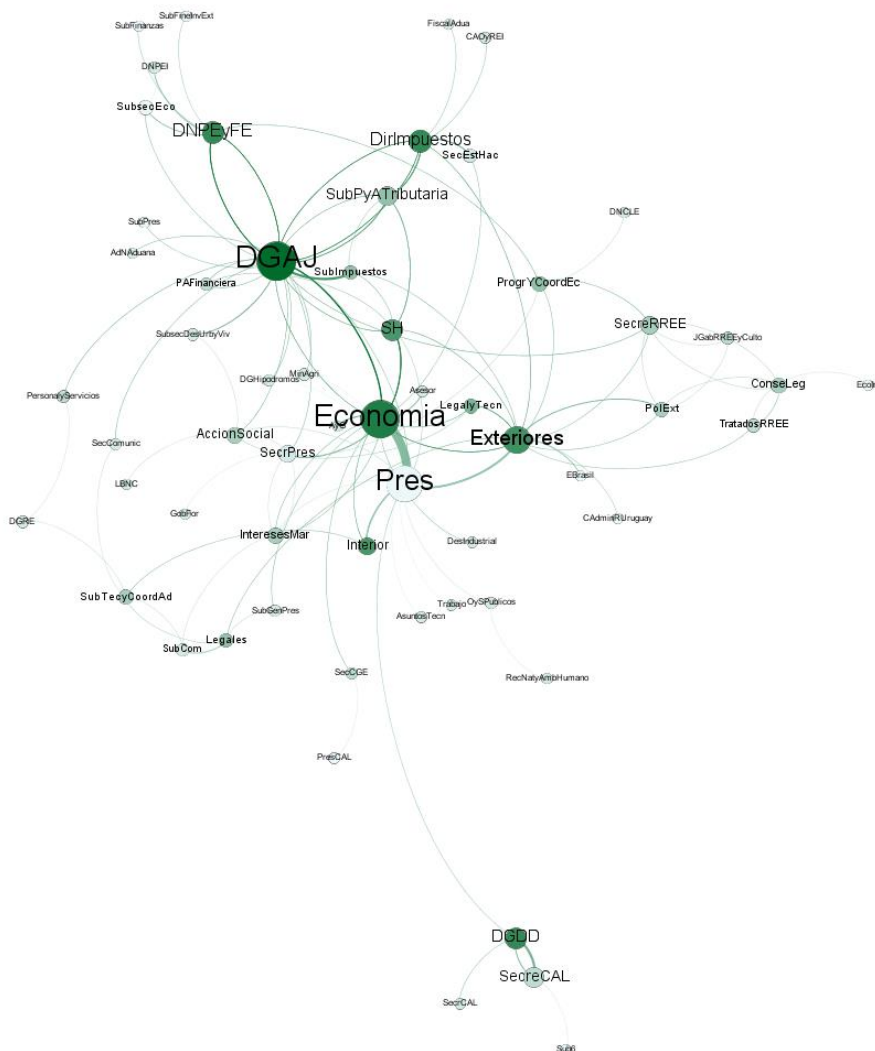 SubFineInvExt
SubFinanzas
FiscalAdua
CAOyREI
DNPEI
SubsecEco
DNPEyFE
DirImpuestos
SecEstHac
SubPyATributaria
DNCLE
SubPres
AdNAduana
DGAJ
SubImpuestos
PAFinanciera
ProgrYCoordEc
SH
SecreRREE
SubsecDesUrbyViv
JGabRREEyCulto
MinAgri
DGHipodromos
ConseLeg
Asesor
PersonalyServicios
LegalyTecn
PolExt
Economia
TratadosRREE
AccionSocial
Exteriores
SecComunic
SecrPres
EBrasil
Pres
LBNC
GobRor
CAdminRUruguay
DGRE
InteresesMar
Interior
DesIndustrial
SubTecyCoordAd
Trabajo
OySPublicos
SubGenPres
AsuntosTecn
Legales
SubCom
SecCGE
RecNatyAmbHumano
PresCAL
DGDD
SecreCAL
SecrCAL